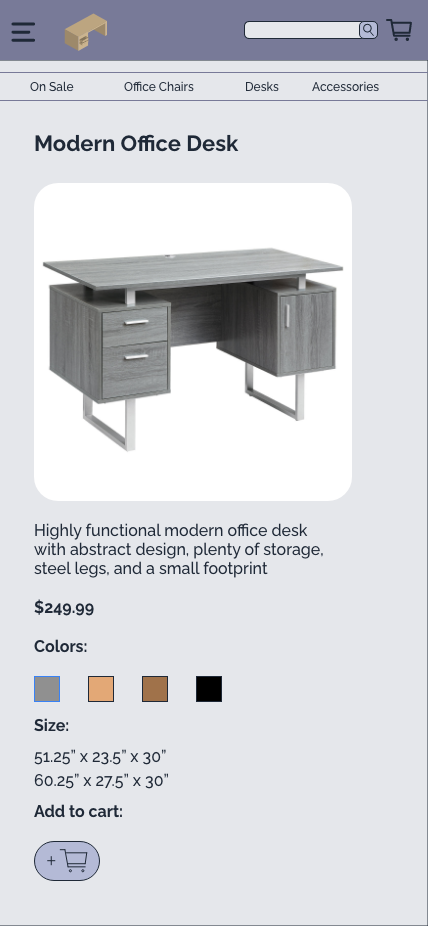 On Sale Office Chairs Desks Accessories
Modern Office Desk
Highly functional modern office desk
with abstract design, plenty of storage,
steel legs, and a small footprint
$249.99
Colors:
Size:
51.25” x 23.5” x 30”
60.25” x 27.5” x 30”
Add to cart:
+